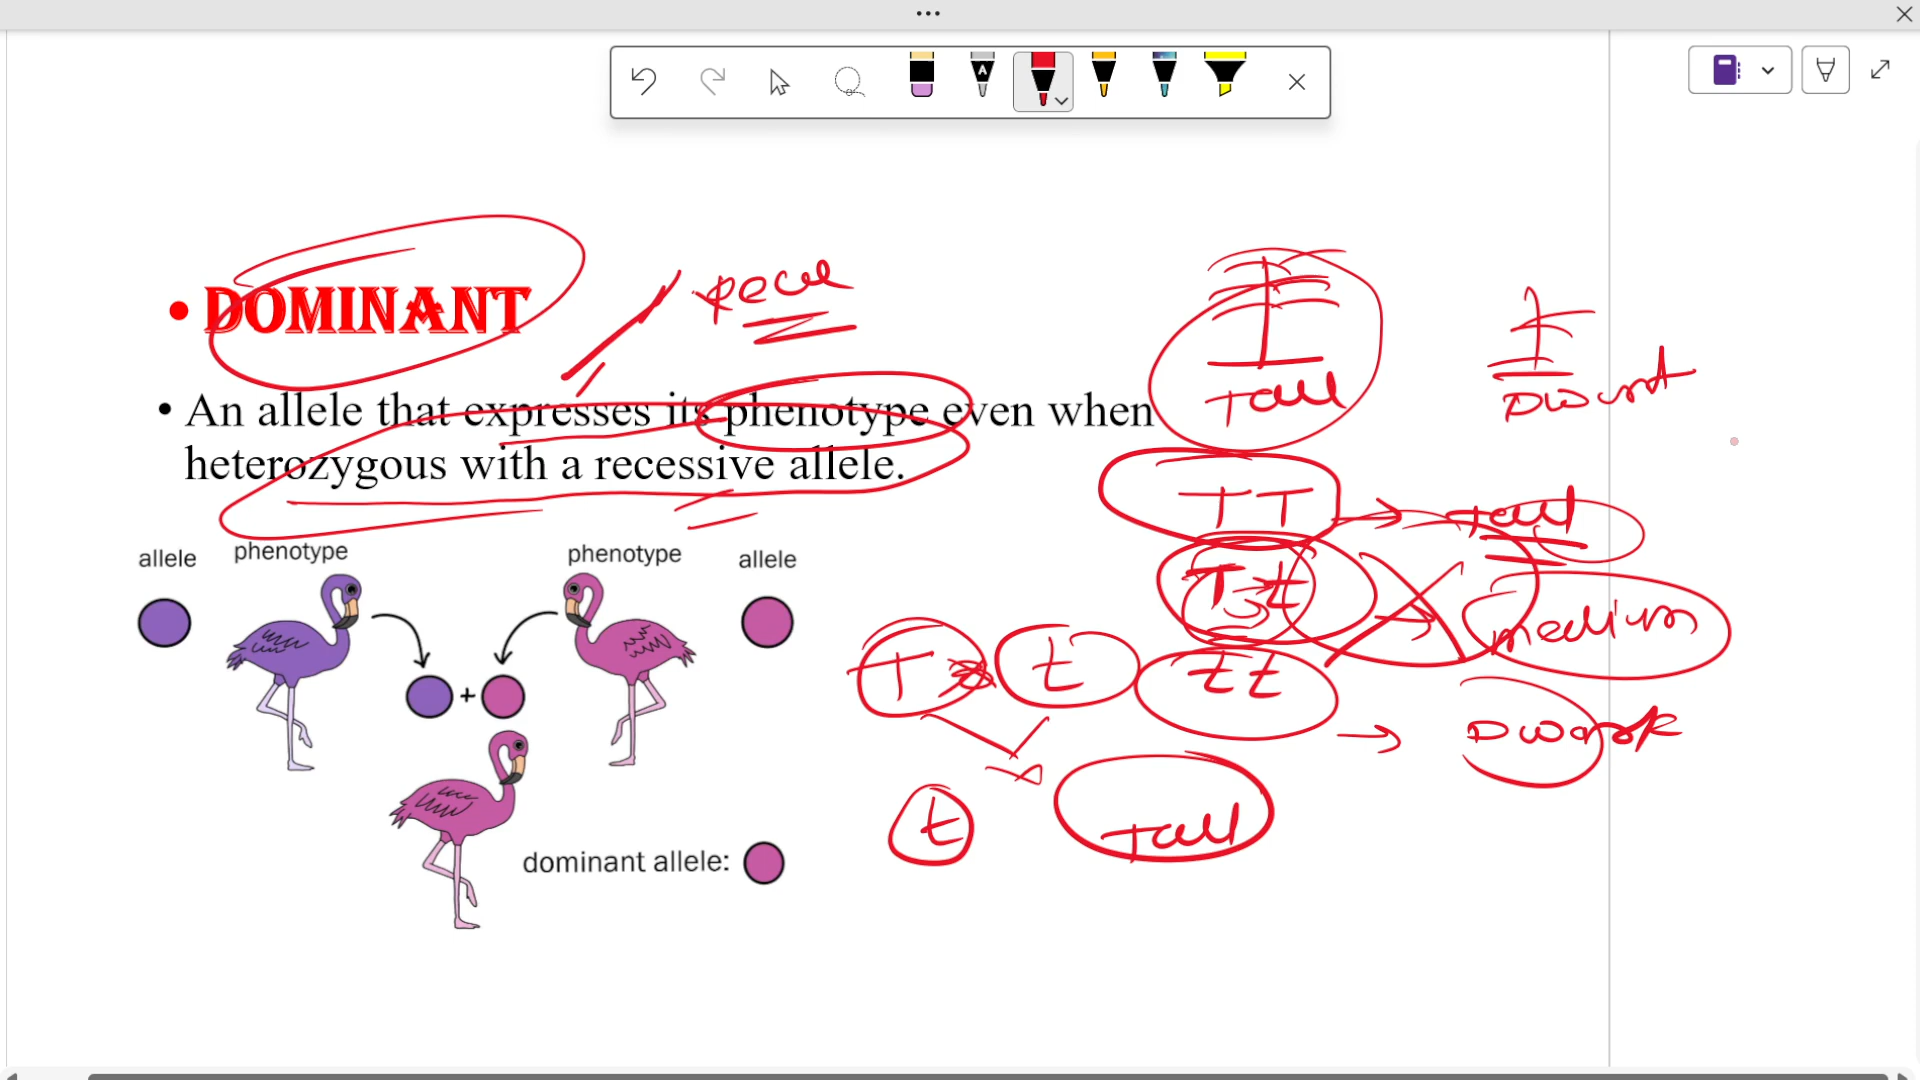 • DOMINANT
• An allele that expresses its phenotype even when
heterozygous with a recessive allele.
allele phenotype
phenotype allele
+
dominant allele:
Tall
TT → Tall
Tt → medium
T t
tt → Dwarf
t Tall